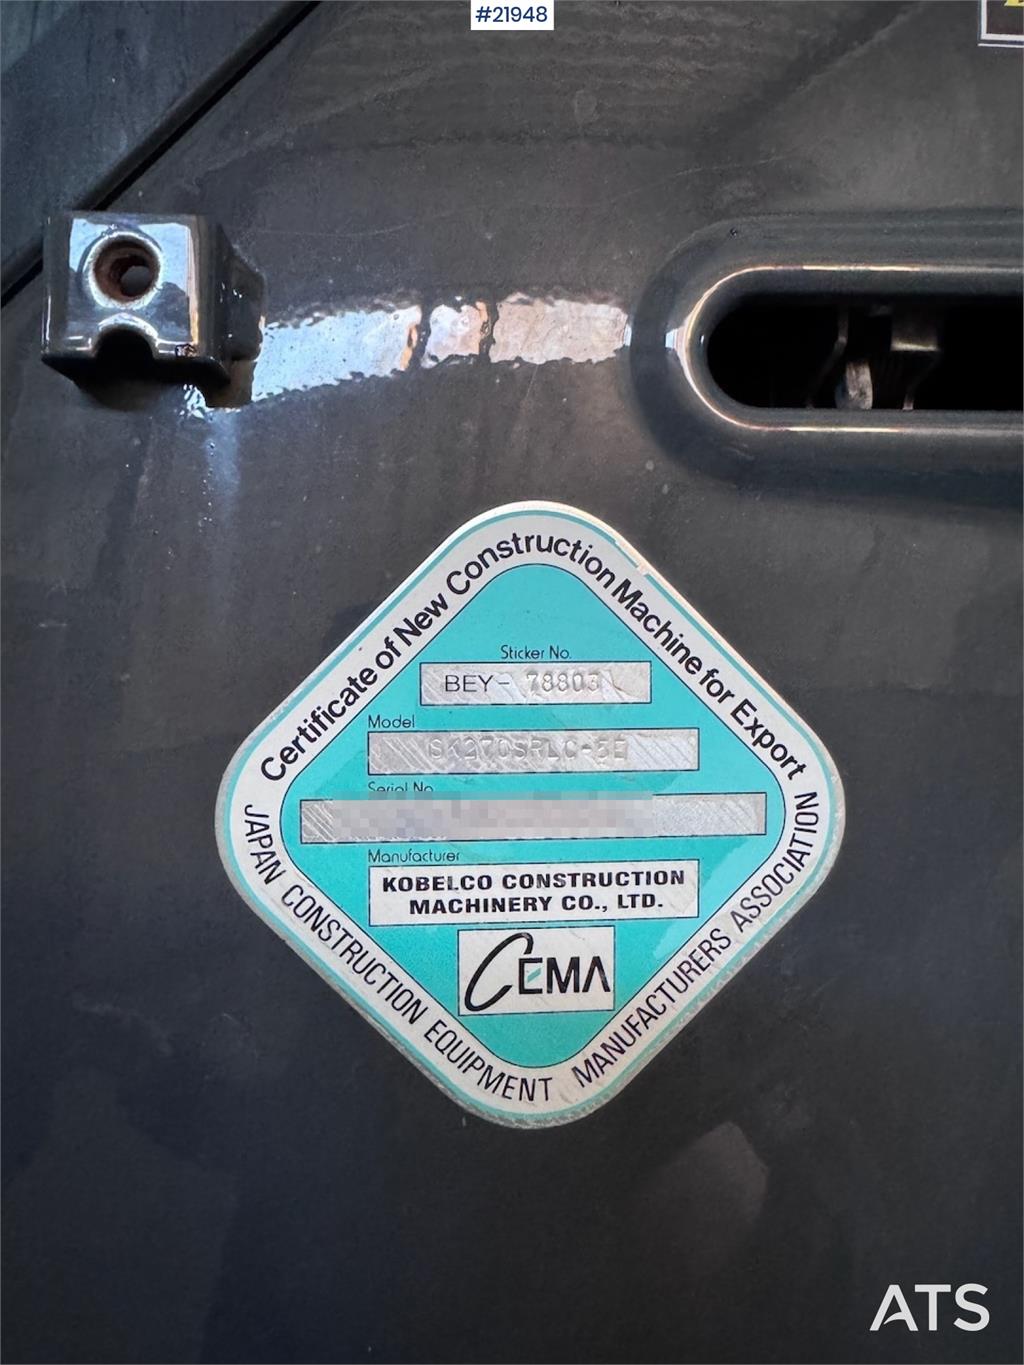 #21948
Certificate of New Construction Machine for Export
Sticker No.
BEY- 78803
Model
SK270SRLC-3E
Serial No.
Manufacturer
KOBELCO CONSTRUCTION
MACHINERY CO., LTD.
CEMA
JAPAN CONSTRUCTION EQUIPMENT MANUFACTURERS ASSOCIATION
ATS